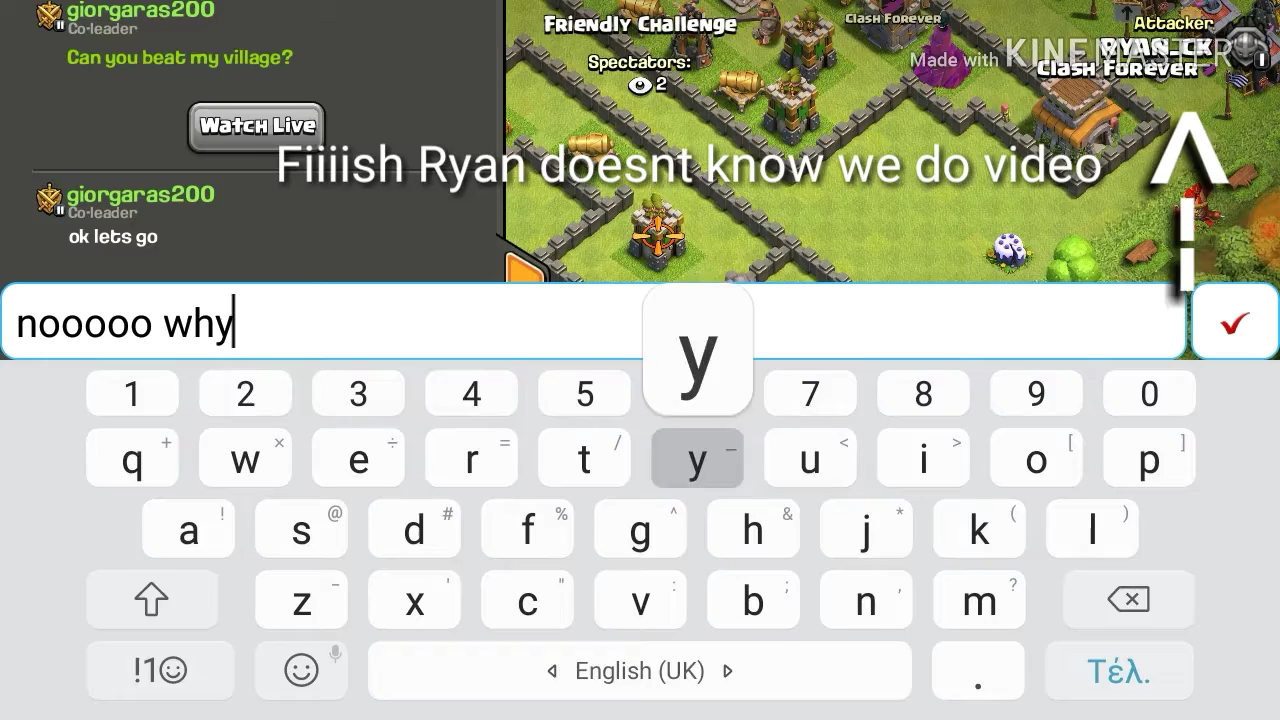 giorgaras200
Co-leader
Can you beat my village?
Watch Live
giorgaras200
Co-leader
ok lets go
Friendly Challenge
Spectators:
2
Clash Forever
Attacker
RYAN_CK
Clash Forever
Made with KINEMASTER
Fiiiish Ryan doesnt know we do video
nooooo why
y
1 2 3 4 5 7 8 9 0
q + w × e ÷ r = t / y _ u < i > o [ p ]
a ! s @ d # f % g ^ h & j * k ( l )
z - x ' c " v : b ; n , m ?
!1☺ English (UK) . Τέλ.